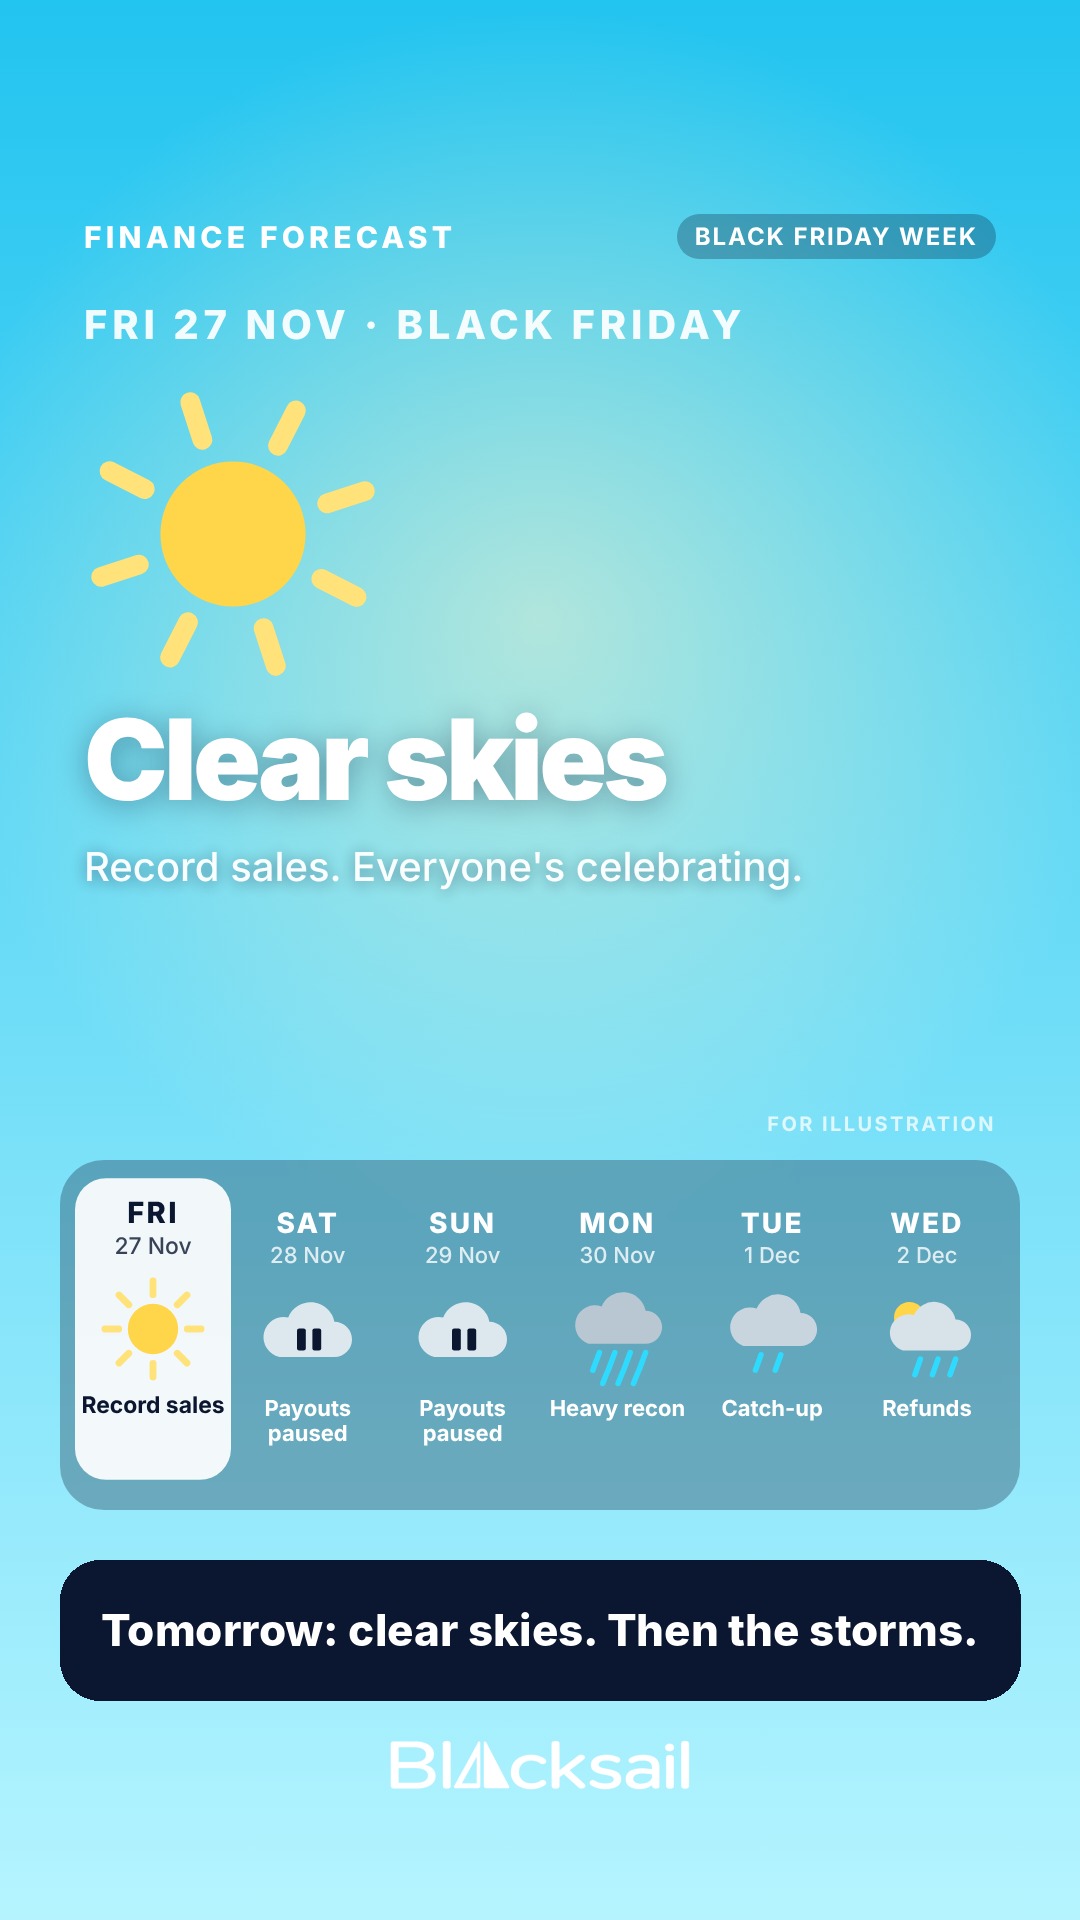 FINANCE FORECAST
BLACK FRIDAY WEEK
FRI 27 NOV · BLACK FRIDAY
Clear skies
Record sales. Everyone's celebrating.
FOR ILLUSTRATION
FRI
27 Nov
Record sales
SAT
28 Nov
Payouts
paused
SUN
29 Nov
Payouts
paused
MON
30 Nov
Heavy recon
TUE
1 Dec
Catch-up
WED
2 Dec
Refunds
Tomorrow: clear skies. Then the storms.
Blacksail